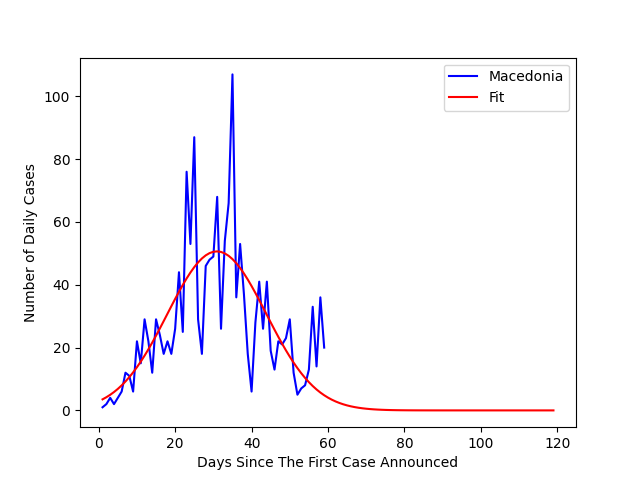 Macedonia
Fit
Number of Daily Cases
100
80
60
40
20
0
0 20 40 60 80 100 120
Days Since The First Case Announced